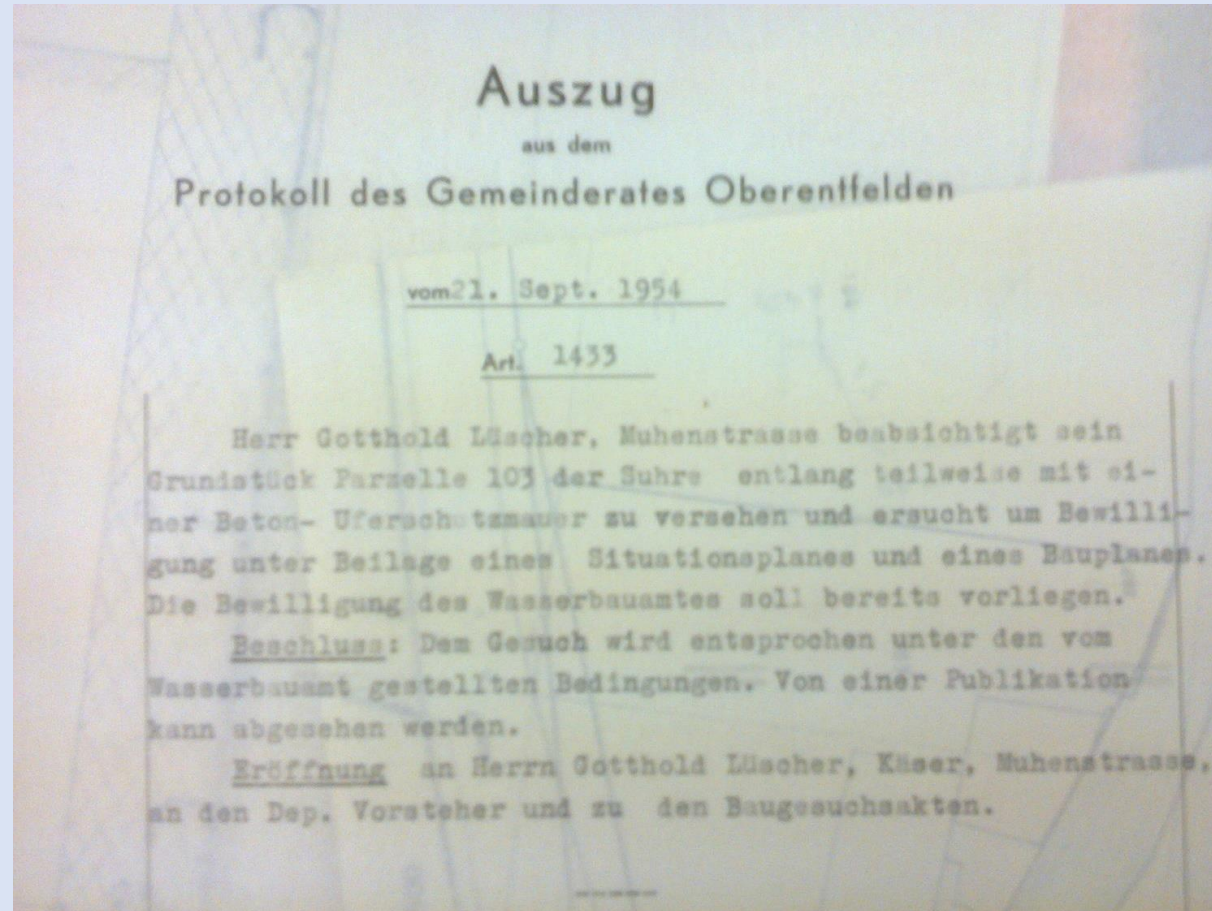 Auszug
aus dem
Protokoll des Gemeinderates Oberentfelden
vom 21. Sept. 1954
Art. 1433
Herr Gotthold Lüscher, Muhenstrasse beabsichtigt sein
Grundstück Parzelle 103 der Suhre entlang teilweise mit ei-
ner Beton- Uferschutzmauer zu versehen und ersucht um Bewilli-
gung unter Beilage eines Situationsplanes und eines Bauplanes.
Die Bewilligung des Wasserbauamtes soll bereits vorliegen.
Beschluss: Dem Gesuch wird entsprochen unter den vom
Wasserbauamt gestellten Bedingungen. Von einer Publikation
kann abgesehen werden.
Eröffnung an Herrn Gotthold Lüscher, Käser, Muhenstrasse,
an den Dep. Vorsteher und zu den Baugesuchsakten.
-----